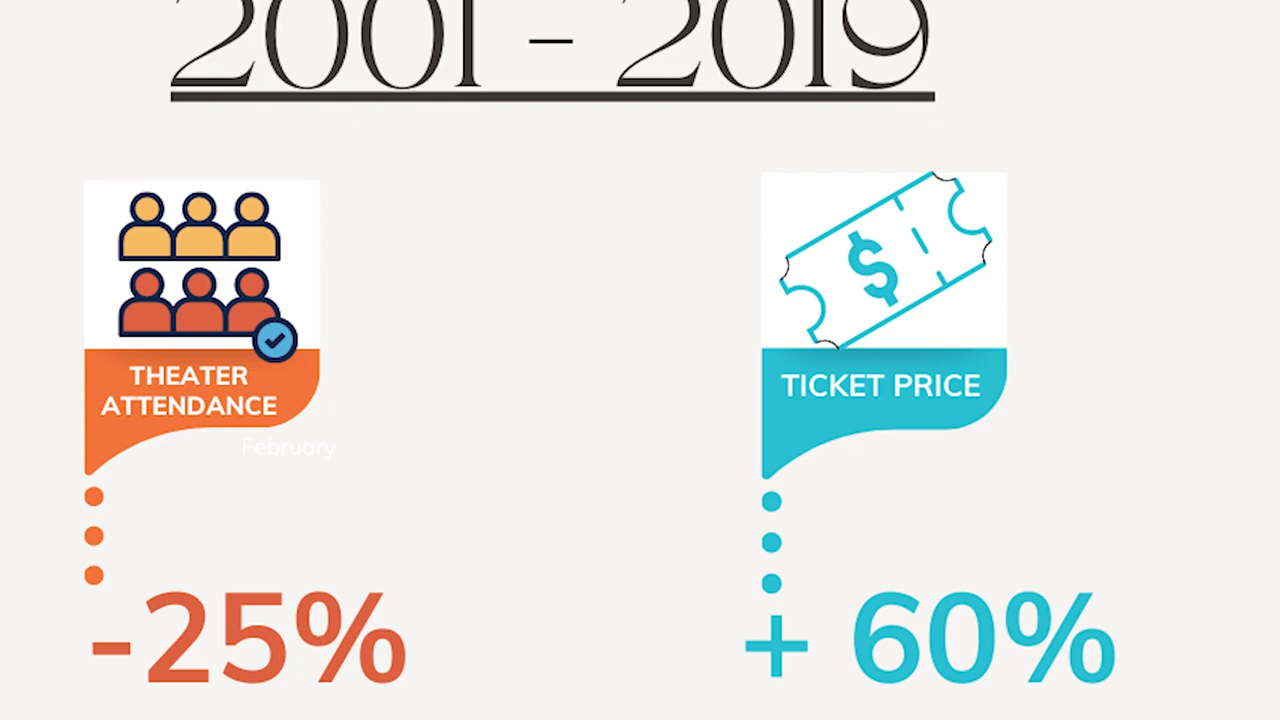 2001 - 2019
THEATER
ATTENDANCE
February
TICKET PRICE
$
-25%
+ 60%